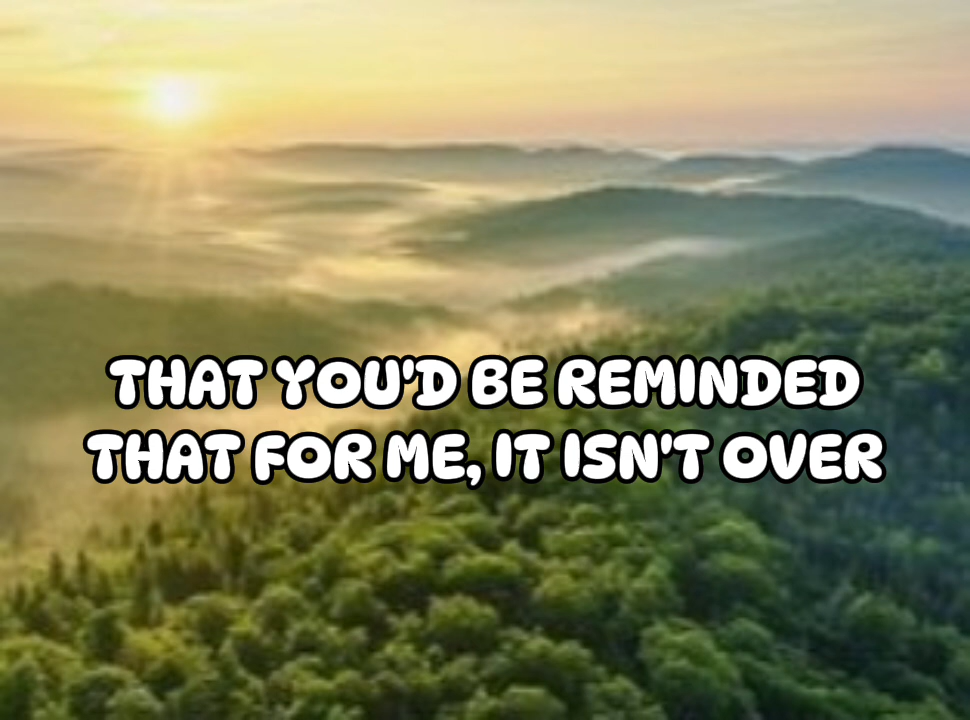 THAT YOU'D BE REMINDED
THAT FOR ME, IT ISN'T OVER